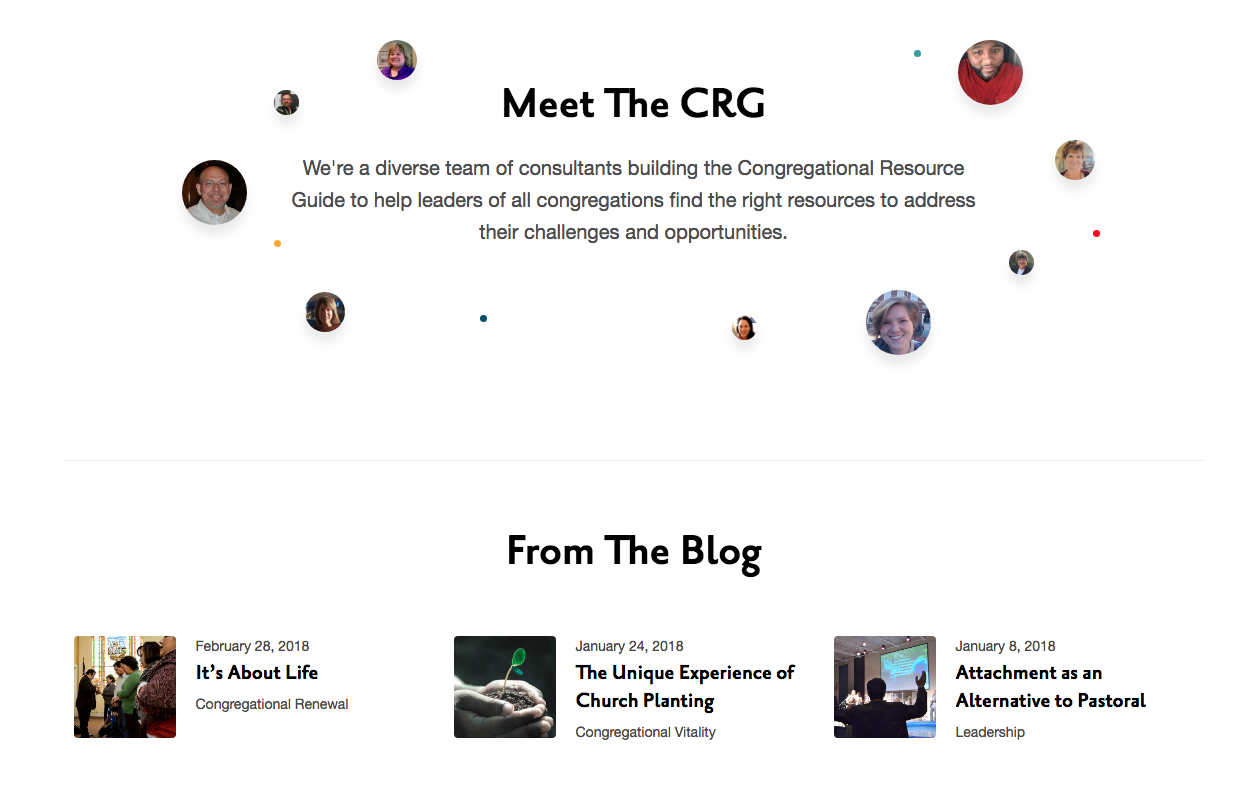 Meet The CRG
We're a diverse team of consultants building the Congregational Resource
Guide to help leaders of all congregations find the right resources to address
their challenges and opportunities.
From The Blog
February 28, 2018
It's About Life
Congregational Renewal
January 24, 2018
The Unique Experience of
Church Planting
Congregational Vitality
January 8, 2018
Attachment as an
Alternative to Pastoral
Leadership